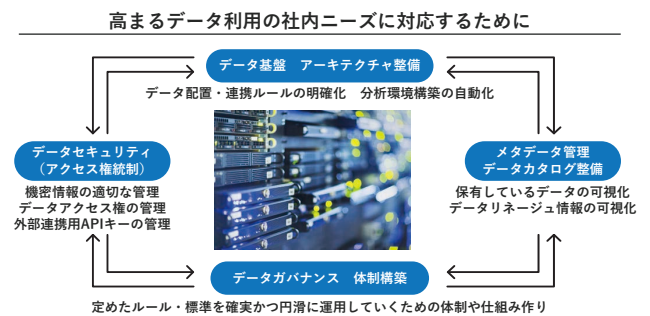 高まるデータ利用の社内ニーズに対応するために
データ基盤　アーキテクチャ整備
データ配置・連携ルールの明確化　分析環境構築の自動化
データセキュリティ
（アクセス権統制）
機密情報の適切な管理
データアクセス権の管理
外部連携用APIキーの管理
メタデータ管理
データカタログ整備
保有しているデータの可視化
データリネージュ情報の可視化
データガバナンス　体制構築
定めたルール・標準を確実かつ円滑に運用していくための体制や仕組み作り